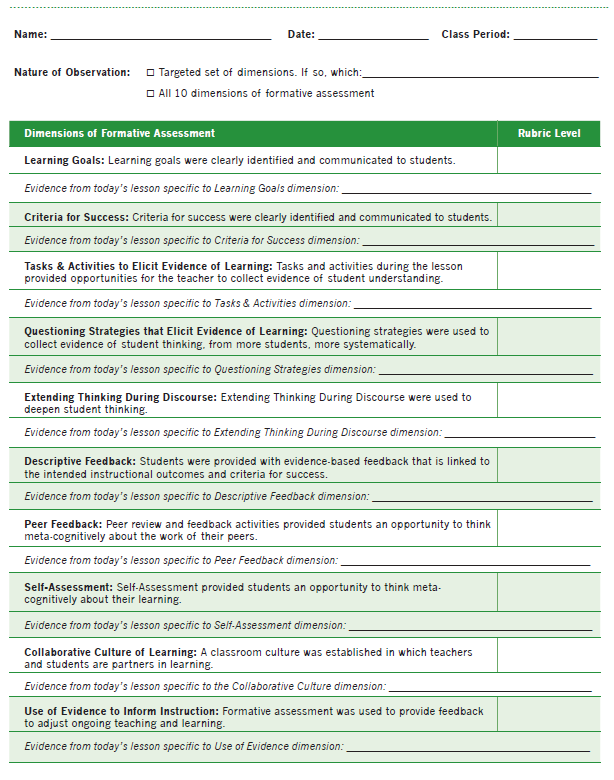 Name: Date: Class Period:
Nature of Observation: □ Targeted set of dimensions. If so, which:
□ All 10 dimensions of formative assessment
Dimensions of Formative Assessment Rubric Level
Learning Goals: Learning goals were clearly identified and communicated to students.
Evidence from today's lesson specific to Learning Goals dimension:
Criteria for Success: Criteria for success were clearly identified and communicated to students.
Evidence from today's lesson specific to Criteria for Success dimension:
Tasks & Activities to Elicit Evidence of Learning: Tasks and activities during the lesson
provided opportunities for the teacher to collect evidence of student understanding.
Evidence from today's lesson specific to Tasks & Activities dimension:
Questioning Strategies that Elicit Evidence of Learning: Questioning strategies were used to
collect evidence of student thinking, from more students, more systematically.
Evidence from today's lesson specific to Questioning Strategies dimension:
Extending Thinking During Discourse: Extending Thinking During Discourse were used to
deepen student thinking.
Evidence from today's lesson specific to Extending Thinking During Discourse dimension:
Descriptive Feedback: Students were provided with evidence-based feedback that is linked to
the intended instructional outcomes and criteria for success.
Evidence from today's lesson specific to Descriptive Feedback dimension:
Peer Feedback: Peer review and feedback activities provided students an opportunity to think
meta-cognitively about the work of their peers.
Evidence from today's lesson specific to Peer Feedback dimension:
Self-Assessment: Self-Assessment provided students an opportunity to think meta-
cognitively about their learning.
Evidence from today's lesson specific to Self-Assessment dimension:
Collaborative Culture of Learning: A classroom culture was established in which teachers
and students are partners in learning.
Evidence from today's lesson specific to the Collaborative Culture dimension:
Use of Evidence to Inform Instruction: Formative assessment was used to provide feedback
to adjust ongoing teaching and learning.
Evidence from today's lesson specific to Use of Evidence dimension: